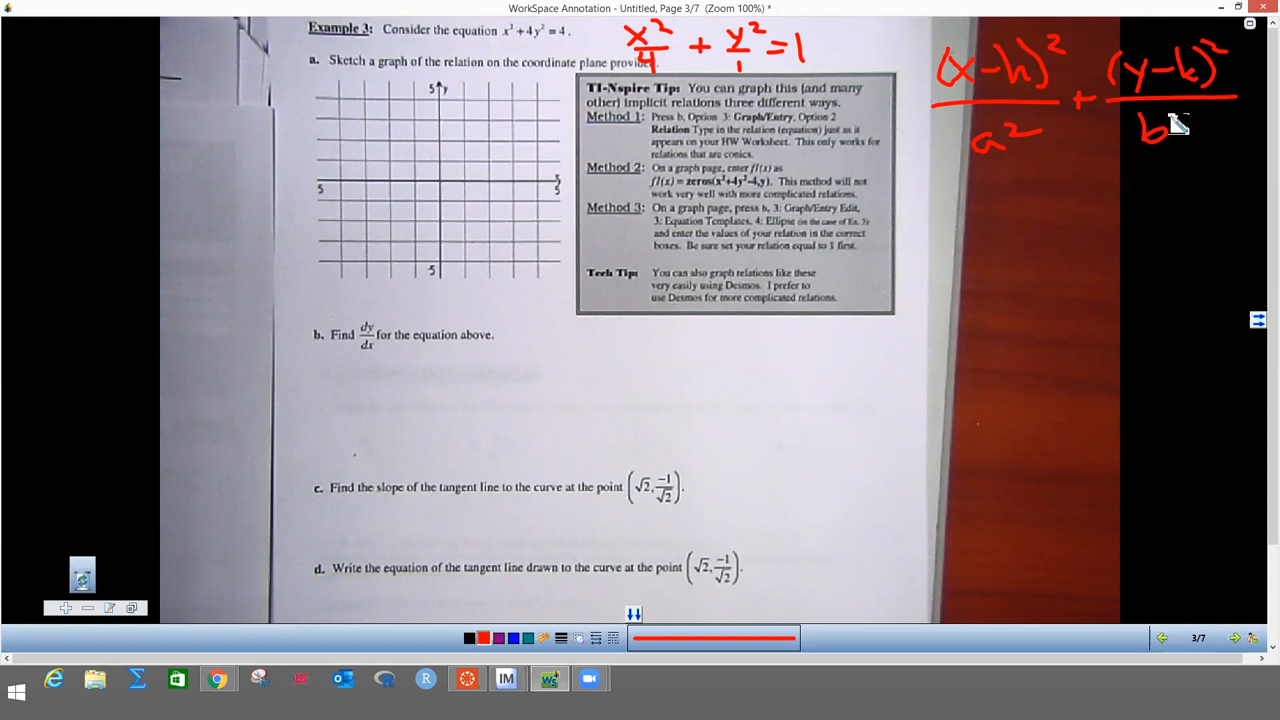 WorkSpace Annotation - Untitled, Page 3/7 (Zoom 100%) *
Example 3: Consider the equation x² + 4y² = 4.
x²/4 + y²/1 = 1
(x-h)²/a² + (y-k)²/b
a. Sketch a graph of the relation on the coordinate plane provided.
5 y
5
x
5
-5
TI-Nspire Tip: You can graph this (and many
other) implicit relations three different ways.
Method 1: Press b, Option 3: Graph/Entry, Option 2
Relation Type in the relation (equation) just as it
appears on your HW Worksheet. This only works for
relations that are conics.
Method 2: On a graph page, enter f1(x) as
f1(x) = zeros(x²+4y²-4,y). This method will not
work very well with more complicated relations.
Method 3: On a graph page, press b, 3: Graph/Entry Edit,
3: Equation Templates, 4: Ellipse (in the case of Ex. 3)
and enter the values of your relation in the correct
boxes. Be sure set your relation equal to 1 first.
Tech Tip: You can also graph relations like these
very easily using Desmos. I prefer to
use Desmos for more complicated relations.
b. Find dy/dx for the equation above.
c. Find the slope of the tangent line to the curve at the point (√2, -1/√2).
d. Write the equation of the tangent line drawn to the curve at the point (√2, -1/√2).
3/7